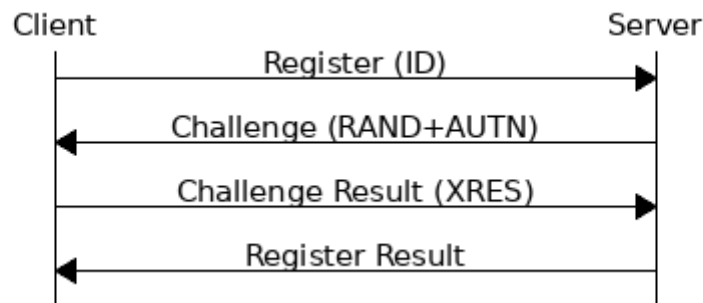 Client Server
Register (ID)
Challenge (RAND+AUTN)
Challenge Result (XRES)
Register Result